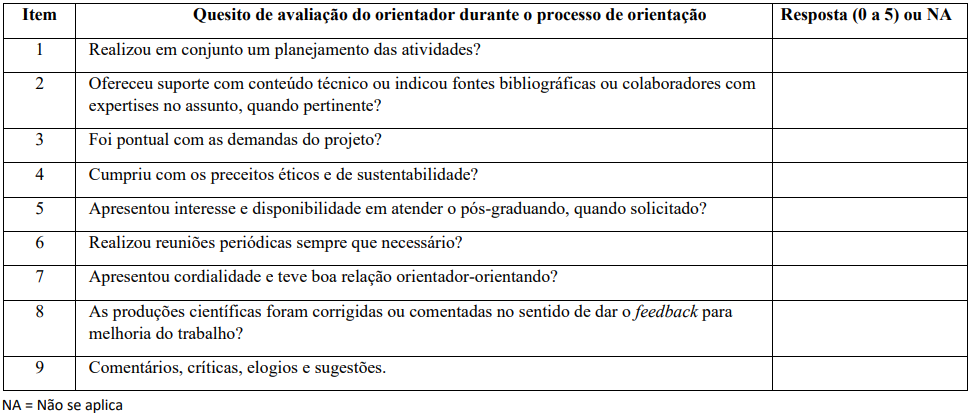 Item Quesito de avaliação do orientador durante o processo de orientação Resposta (0 a 5) ou NA
1 Realizou em conjunto um planejamento das atividades?
2 Ofereceu suporte com conteúdo técnico ou indicou fontes bibliográficas ou colaboradores com
expertises no assunto, quando pertinente?
3 Foi pontual com as demandas do projeto?
4 Cumpriu com os preceitos éticos e de sustentabilidade?
5 Apresentou interesse e disponibilidade em atender o pós-graduando, quando solicitado?
6 Realizou reuniões periódicas sempre que necessário?
7 Apresentou cordialidade e teve boa relação orientador-orientando?
8 As produções científicas foram corrigidas ou comentadas no sentido de dar o feedback para
melhoria do trabalho?
9 Comentários, críticas, elogios e sugestões.
NA = Não se aplica